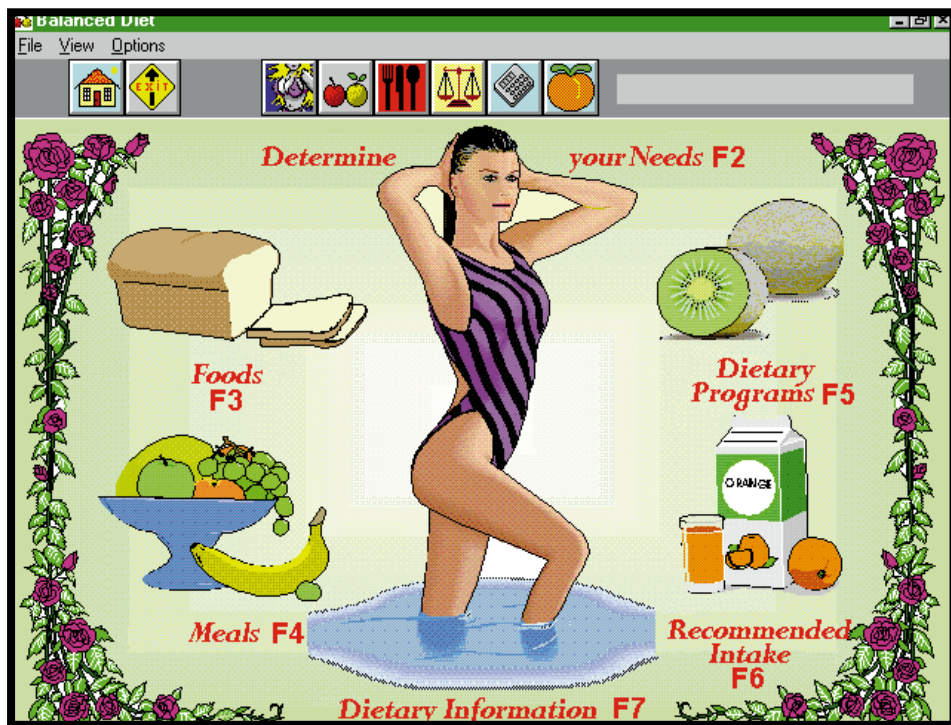 Balanced Diet
File View Options
EXIT
Determine your Needs F2
Foods
F3
Dietary
Programs F5
ORANGE
Meals F4
Recommended
Intake
F6
Dietary Information F7